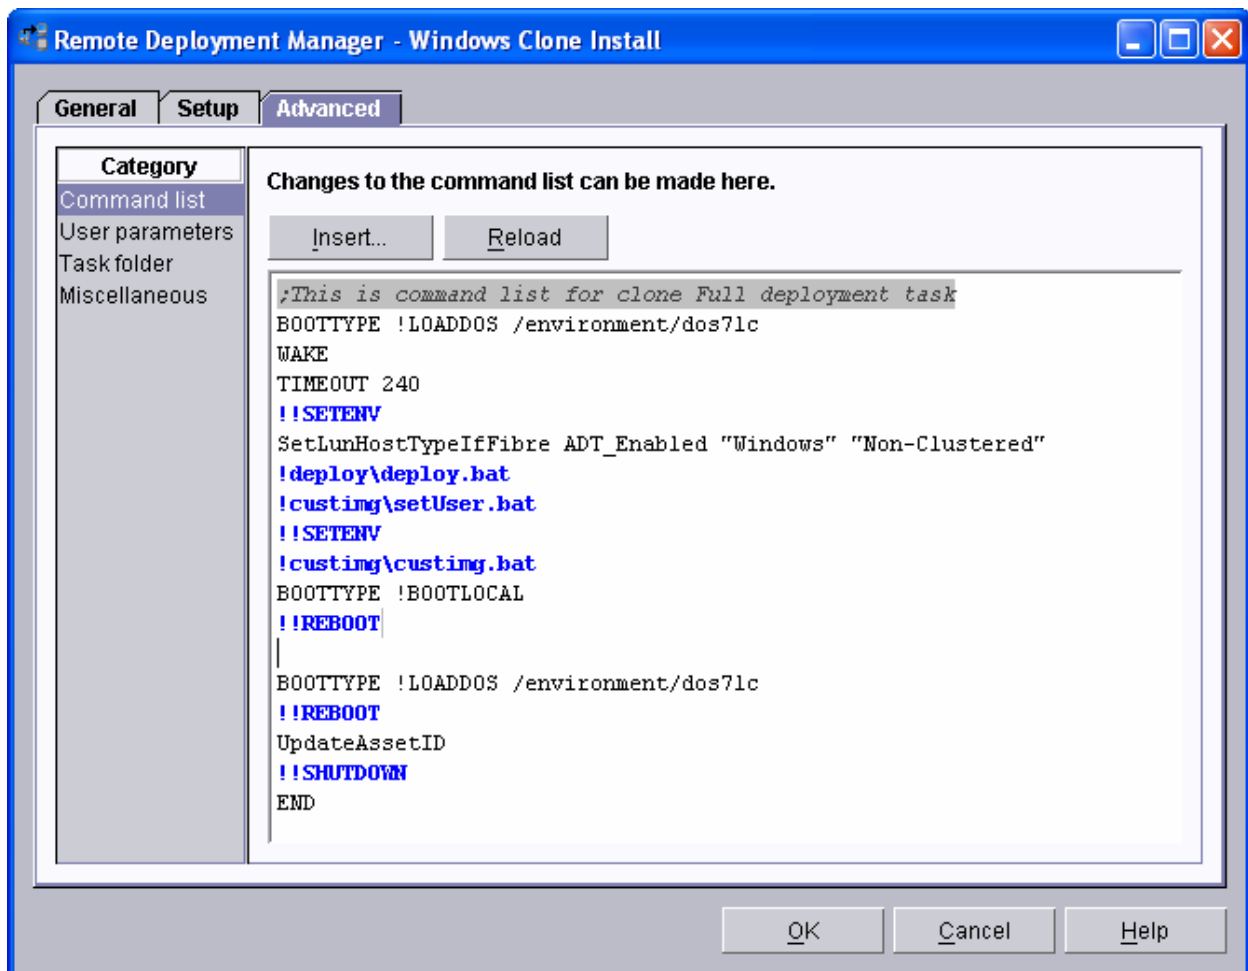 Remote Deployment Manager - Windows Clone Install
General Setup Advanced
Category
Command list
User parameters
Task folder
Miscellaneous
Changes to the command list can be made here.
Insert... Reload
;This is command list for clone Full deployment task
BOOTTYPE !LOADDOS /environment/dos71c
WAKE
TIMEOUT 240
!!SETENV
SetLunHostTypeIfFibre ADT_Enabled "Windows" "Non-Clustered"
!deploy\deploy.bat
!custimg\setUser.bat
!!SETENV
!custimg\custimg.bat
BOOTTYPE !BOOTLOCAL
!!REBOOT
BOOTTYPE !LOADDOS /environment/dos71c
!!REBOOT
UpdateAssetID
!!SHUTDOWN
END
OK Cancel Help